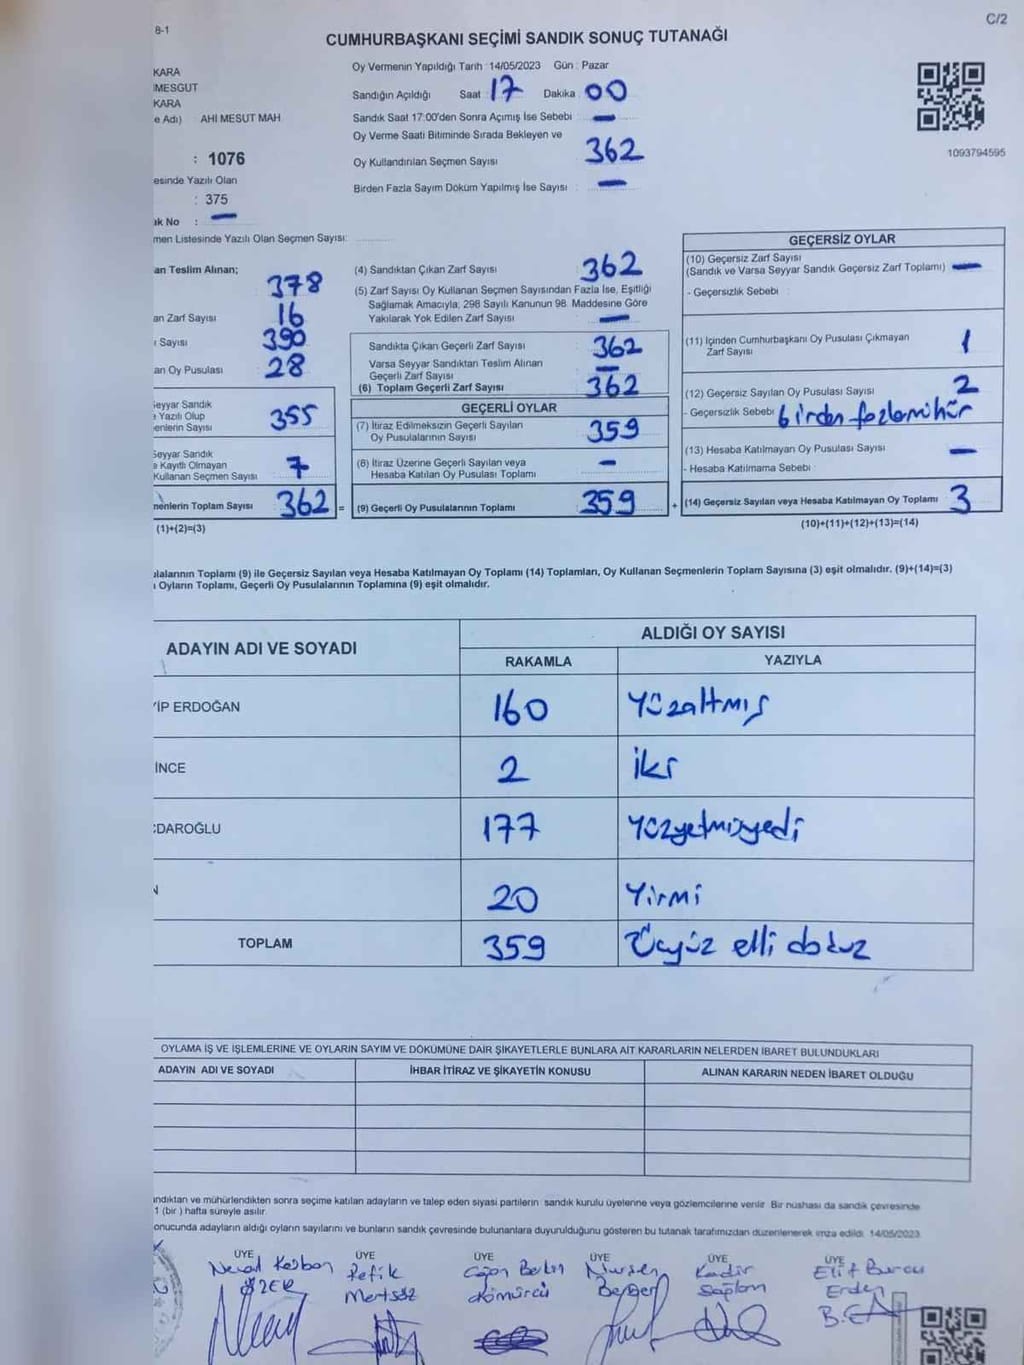 8-1
C/2
CUMHURBAŞKANI SEÇİMİ SANDIK SONUÇ TUTANAĞI
KARA
MESGUT
KARA
e Adı) AHİ MESUT MAH
: 1076
esinde Yazılı Olan
: 375
ak No : —
men Listesinde Yazılı Olan Seçmen Sayısı:
Oy Vermenin Yapıldığı Tarih : 14/05/2023 Gün : Pazar
Sandığın Açıldığı Saat : 17 Dakika : 00
Sandık Saat 17:00'den Sonra Açımış İse Sebebi : —
Oy Verme Saati Bitiminde Sırada Bekleyen ve
Oy Kullandırılan Seçmen Sayısı : 362
Birden Fazla Sayım Döküm Yapılmış İse Sayısı : —
1093794595
an Teslim Alınan;
378
an Zarf Sayısı 16
ı Sayısı 390
an Oy Pusulası 28
Seyyar Sandık
e Yazılı Olup
enlerin Sayısı 355
Seyyar Sandık
e Kayıtlı Olmayan
Kullanan Seçmen Sayısı 7
menlerin Toplam Sayısı 362 =
(1)+(2)=(3)
(4) Sandıktan Çıkan Zarf Sayısı 362
(5) Zarf Sayısı Oy Kullanan Seçmen Sayısından Fazla İse, Eşitliği
Sağlamak Amacıyla; 298 Sayılı Kanunun 98. Maddesine Göre
Yakılarak Yok Edilen Zarf Sayısı —
Sandıkta Çıkan Geçerli Zarf Sayısı 362
Varsa Seyyar Sandıktan Teslim Alınan
Geçerli Zarf Sayısı —
(6) Toplam Geçerli Zarf Sayısı 362
GEÇERLİ OYLAR
(7) İtiraz Edilmeksizin Geçerli Sayılan
Oy Pusulalarının Sayısı 359
(8) İtiraz Üzerine Geçerli Sayılan veya
Hesaba Katılan Oy Pusulası Toplamı —
(9) Geçerli Oy Pusulalarının Toplamı 359 +
GEÇERSİZ OYLAR
(10) Geçersiz Zarf Sayısı
(Sandık ve Varsa Seyyar Sandık Geçersiz Zarf Toplamı) —
- Geçersizlik Sebebi :
(11) İçinden Cumhurbaşkanı Oy Pusulası Çıkmayan
Zarf Sayısı 1
(12) Geçersiz Sayılan Oy Pusulası Sayısı 2
- Geçersizlik Sebebi : birden fazla mühür
(13) Hesaba Katılmayan Oy Pusulası Sayısı —
- Hesaba Katılmama Sebebi :
(14) Geçersiz Sayılan veya Hesaba Katılmayan Oy Toplamı 3
(10)+(11)+(12)+(13)=(14)
ulalarının Toplamı (9) ile Geçersiz Sayılan veya Hesaba Katılmayan Oy Toplamı (14) Toplamları, Oy Kullanan Seçmenlerin Toplam Sayısına (3) eşit olmalıdır. (9)+(14)=(3)
ı Oyların Toplamı, Geçerli Oy Pusulalarının Toplamına (9) eşit olmalıdır.
ADAYIN ADI VE SOYADI
ALDIĞI OY SAYISI
RAKAMLA YAZIYLA
YİP ERDOĞAN 160 Yüzaltmış
İNCE 2 iki
ÇDAROĞLU 177 Yüzyetmişyedi
N 20 Yirmi
TOPLAM 359 Üçyüz elli dokuz
OYLAMA İŞ VE İŞLEMLERİNE VE OYLARIN SAYIM VE DÖKÜMÜNE DAİR ŞİKAYETLERLE BUNLARA AİT KARARLARIN NELERDEN İBARET BULUNDUKLARI
ADAYIN ADI VE SOYADI İHBAR İTİRAZ VE ŞİKAYETİN KONUSU ALINAN KARARIN NEDEN İBARET OLDUĞU
ndıktan ve mühürlendikten sonra seçime katılan adayların ve talep eden siyasi partilerin sandık kurulu üyelerine veya gözlemcilerine verilir. Bir nüshası da sandık çevresinde
1 (bir ) hafta süreyle asılır.
onucunda adayların aldığı oyların sayılarını ve bunların sandık çevresinde bulunanlara duyurulduğunu gösteren bu tutanak tarafımızdan düzenlenerek imza edildi. 14/05/2023
ÜYE ÜYE ÜYE ÜYE ÜYE ÜYE
Refik Nursen Kadir Elif Burcu
ÖZER Mertsöz Kömürcü Berber Sağlam Erden
B.E